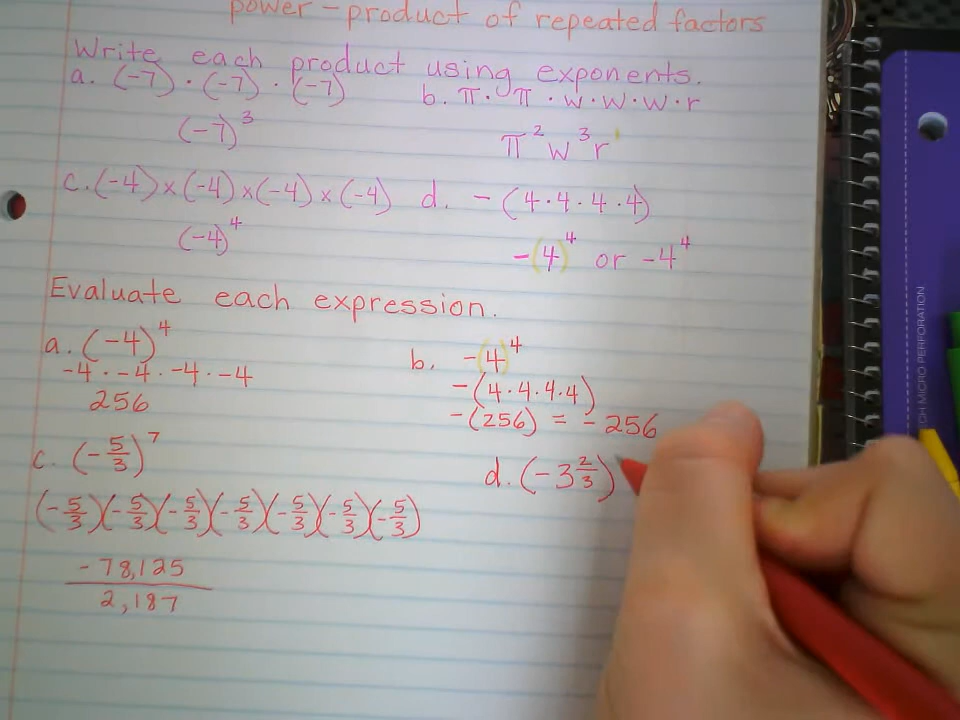 power - product of repeated factors
Write each product using exponents.
a. (-7) · (-7) · (-7)
b. π · π · w · w · w · r
(-7)³
π²w³r¹
c. (-4) × (-4) × (-4) × (-4)
d. -(4·4·4·4)
(-4)⁴
-(4)⁴ or -4⁴
Evaluate each expression.
a. (-4)⁴
-4 · -4 · -4 · -4
256
b. -(4)⁴
-(4·4·4·4)
-(256) = -256
c. (-5/3)⁷
(-5/3)(-5/3)(-5/3)(-5/3)(-5/3)(-5/3)(-5/3)
-78,125
2,187
d. (-3 2/3)
MICRO PERFORATION